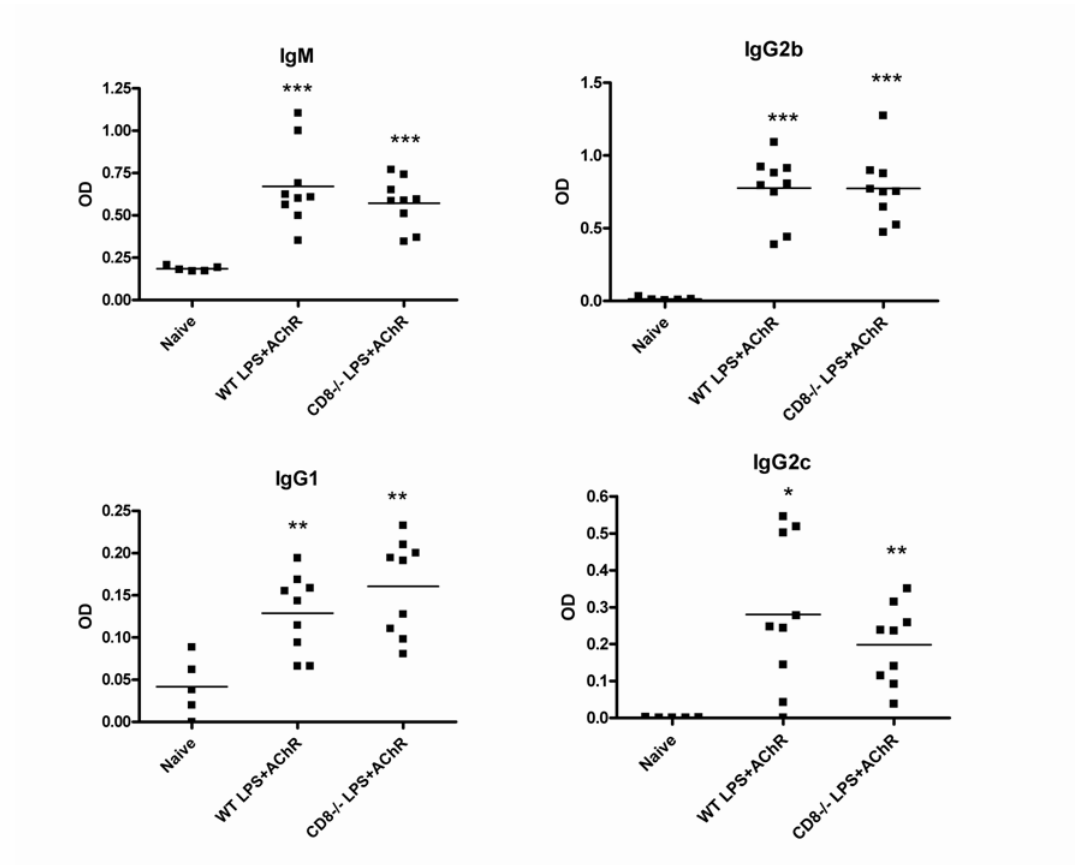 IgM
***
***
1.25
1.00
0.75
0.50
0.25
0.00
OD
Naive
WT LPS+AChR
CD8-/- LPS+AChR
IgG2b
***
***
1.5
1.0
0.5
0.0
OD
Naive
WT LPS+AChR
CD8-/- LPS+AChR
IgG1
**
**
0.25
0.20
0.15
0.10
0.05
0.00
OD
Naive
WT LPS+AChR
CD8-/- LPS+AChR
IgG2c
*
**
0.6
0.5
0.4
0.3
0.2
0.1
0.0
OD
Naive
WT LPS+AChR
CD8-/- LPS+AChR